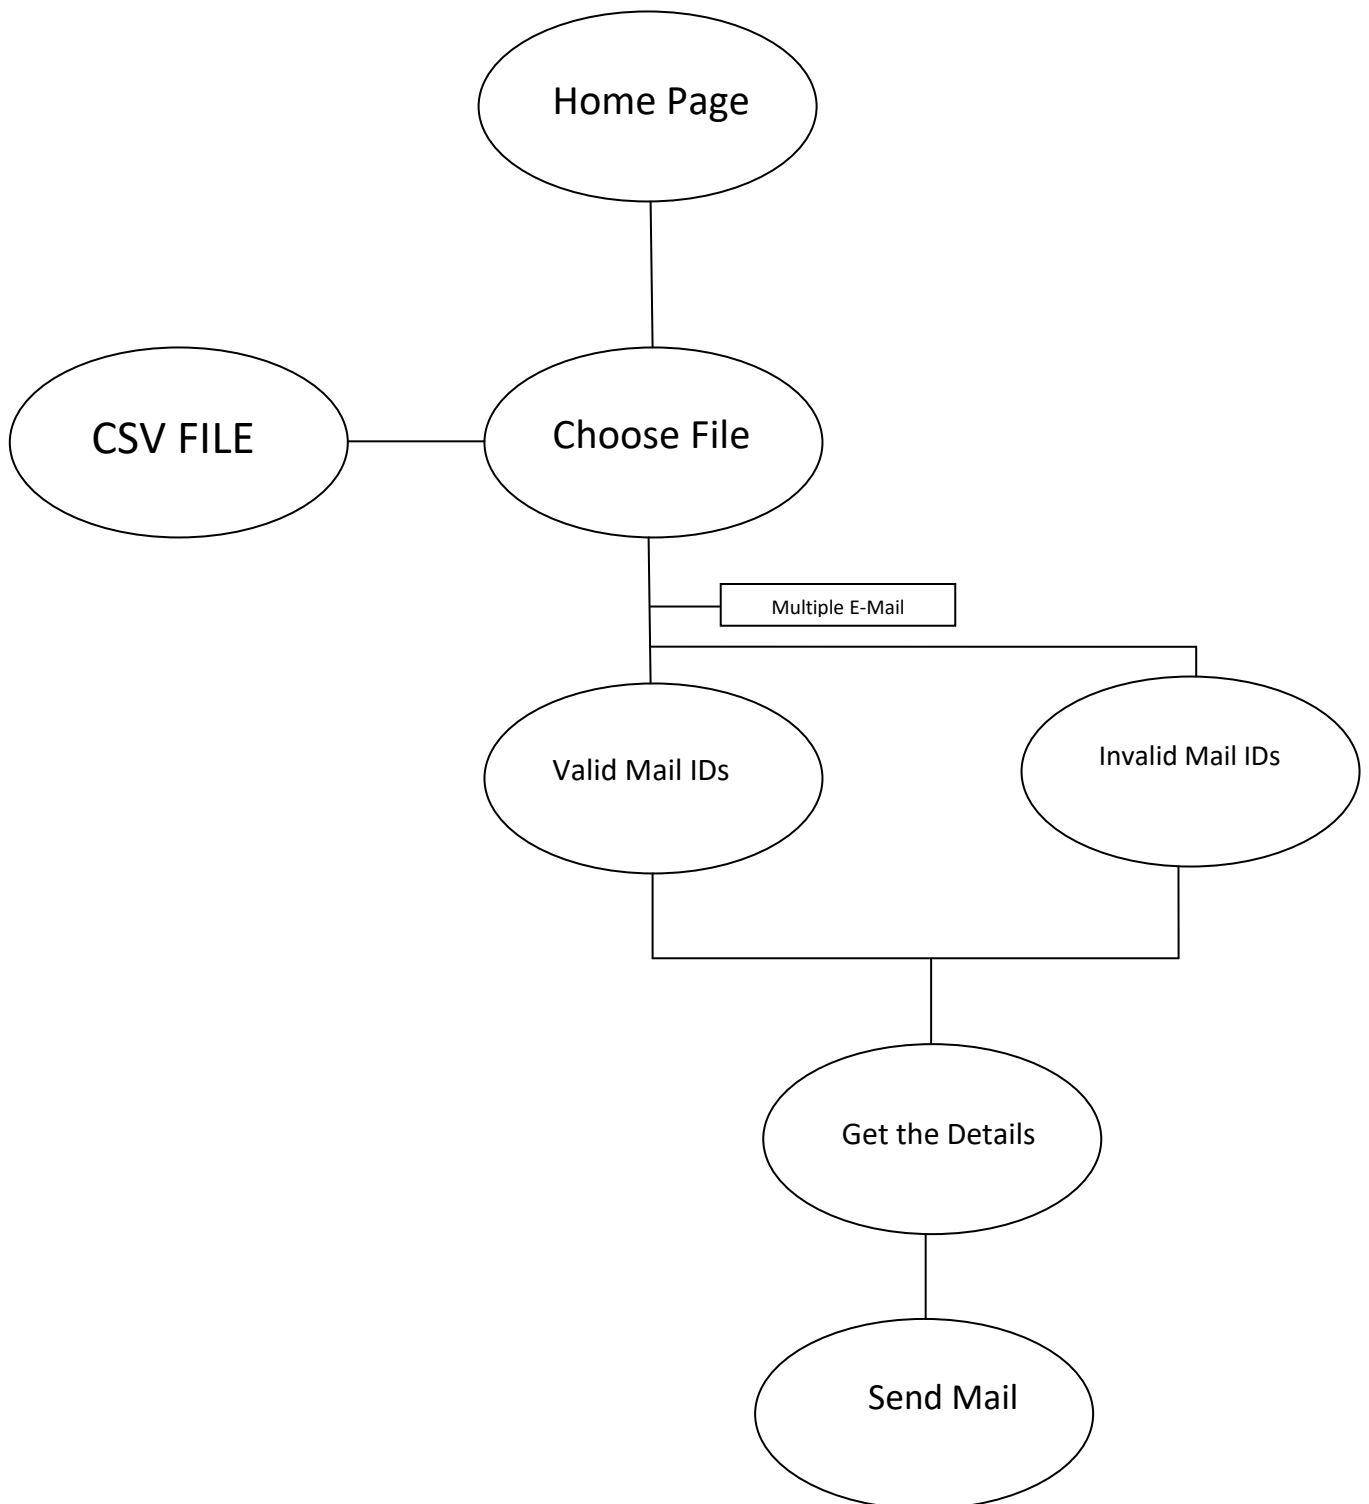 Home Page
CSV FILE
Choose File
Multiple E-Mail
Valid Mail IDs
Invalid Mail IDs
Get the Details
Send Mail